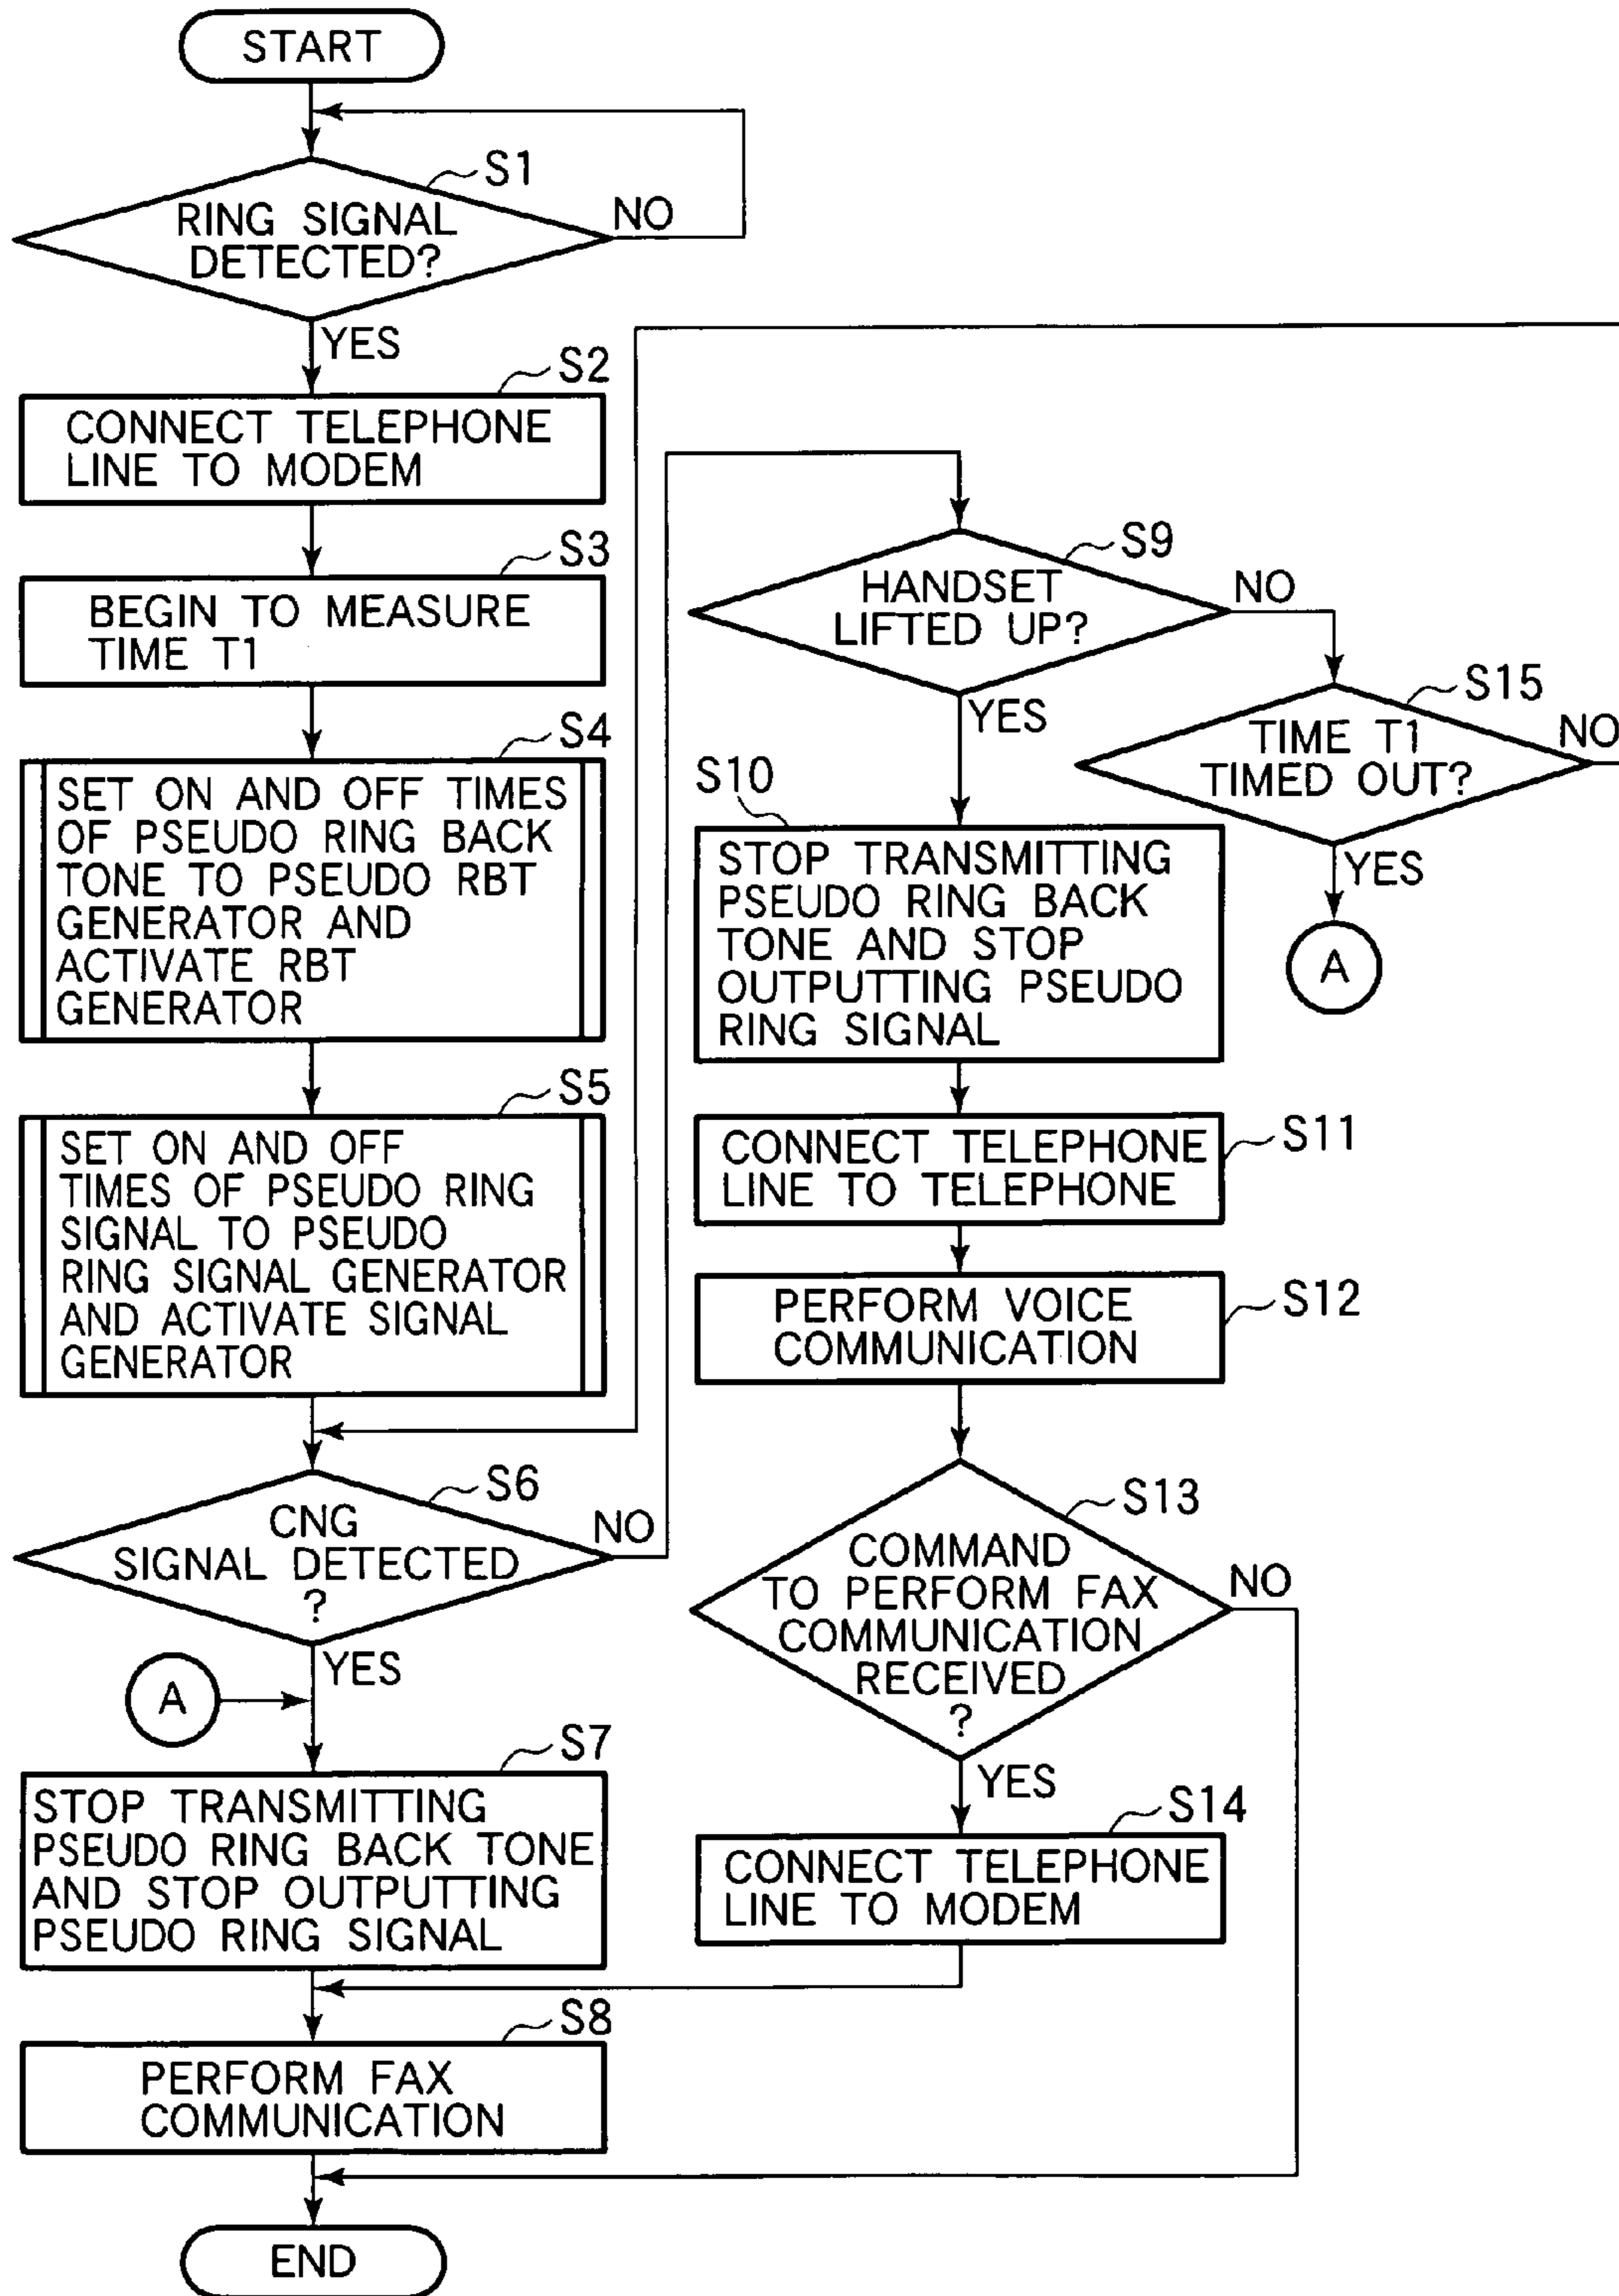 START
S1
RING SIGNAL
DETECTED?
NO
YES
S2
CONNECT TELEPHONE
LINE TO MODEM
S3
BEGIN TO MEASURE
TIME T1
S4
SET ON AND OFF TIMES
OF PSEUDO RING BACK
TONE TO PSEUDO RBT
GENERATOR AND
ACTIVATE RBT
GENERATOR
S5
SET ON AND OFF
TIMES OF PSEUDO RING
SIGNAL TO PSEUDO
RING SIGNAL GENERATOR
AND ACTIVATE SIGNAL
GENERATOR
S6
CNG
SIGNAL DETECTED
?
NO
YES
A
S7
STOP TRANSMITTING
PSEUDO RING BACK TONE
AND STOP OUTPUTTING
PSEUDO RING SIGNAL
S8
PERFORM FAX
COMMUNICATION
END
S9
HANDSET
LIFTED UP?
NO
YES
S15
TIME T1
TIMED OUT?
NO
YES
A
S10
STOP TRANSMITTING
PSEUDO RING BACK
TONE AND STOP
OUTPUTTING PSEUDO
RING SIGNAL
S11
CONNECT TELEPHONE
LINE TO TELEPHONE
S12
PERFORM VOICE
COMMUNICATION
S13
COMMAND
TO PERFORM FAX
COMMUNICATION
RECEIVED
?
NO
YES
S14
CONNECT TELEPHONE
LINE TO MODEM